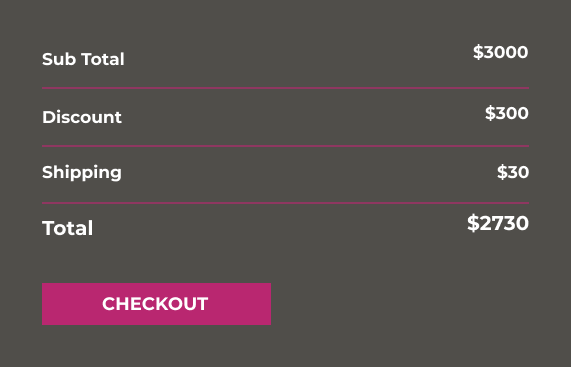 Sub Total $3000
Discount $300
Shipping $30
Total $2730
CHECKOUT